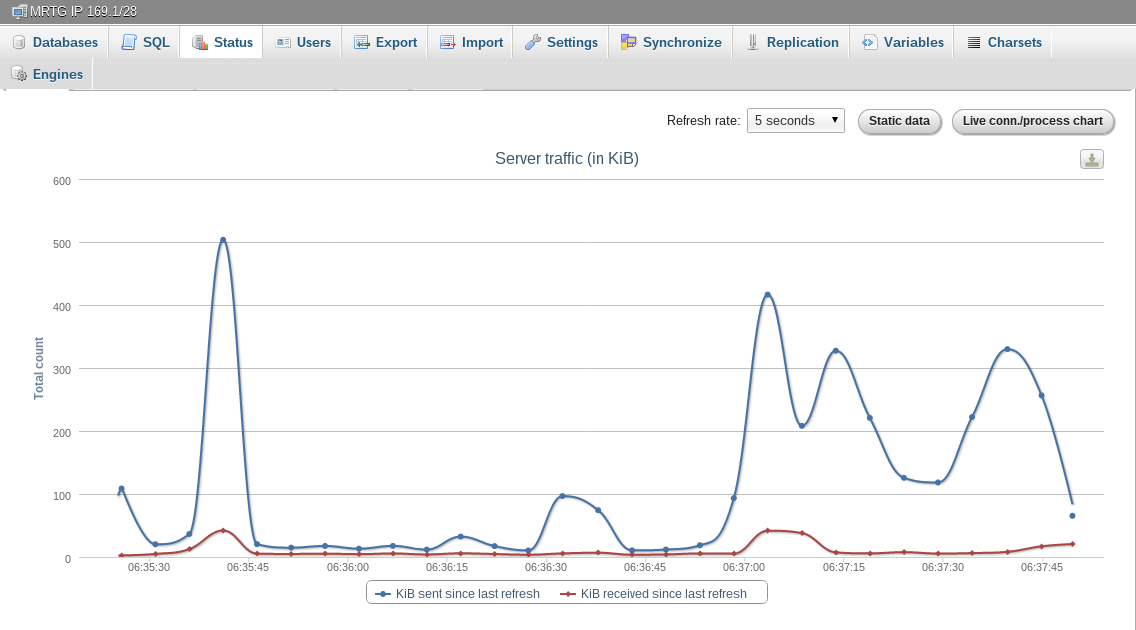 MRTG IP 169.1/28
Databases SQL Status Users Export Import Settings Synchronize Replication Variables Charsets
Engines
Refresh rate: 5 seconds Static data Live conn./process chart
Server traffic (in KiB)
Total count
600
500
400
300
200
100
0
06:35:30 06:35:45 06:36:00 06:36:15 06:36:30 06:36:45 06:37:00 06:37:15 06:37:30 06:37:45
KiB sent since last refresh KiB received since last refresh